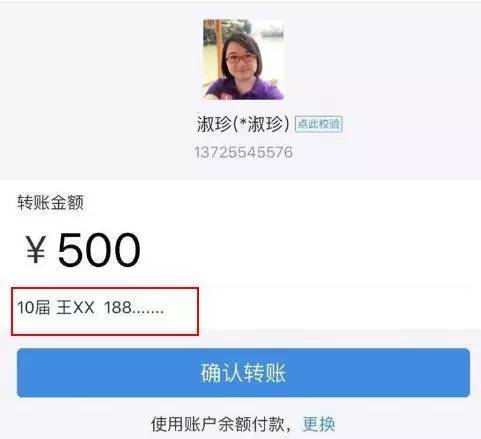 淑珍(*淑珍) 点此校验
13725545576
转账金额
¥ 500
10届 王XX 188.......
确认转账
使用账户余额付款，更换